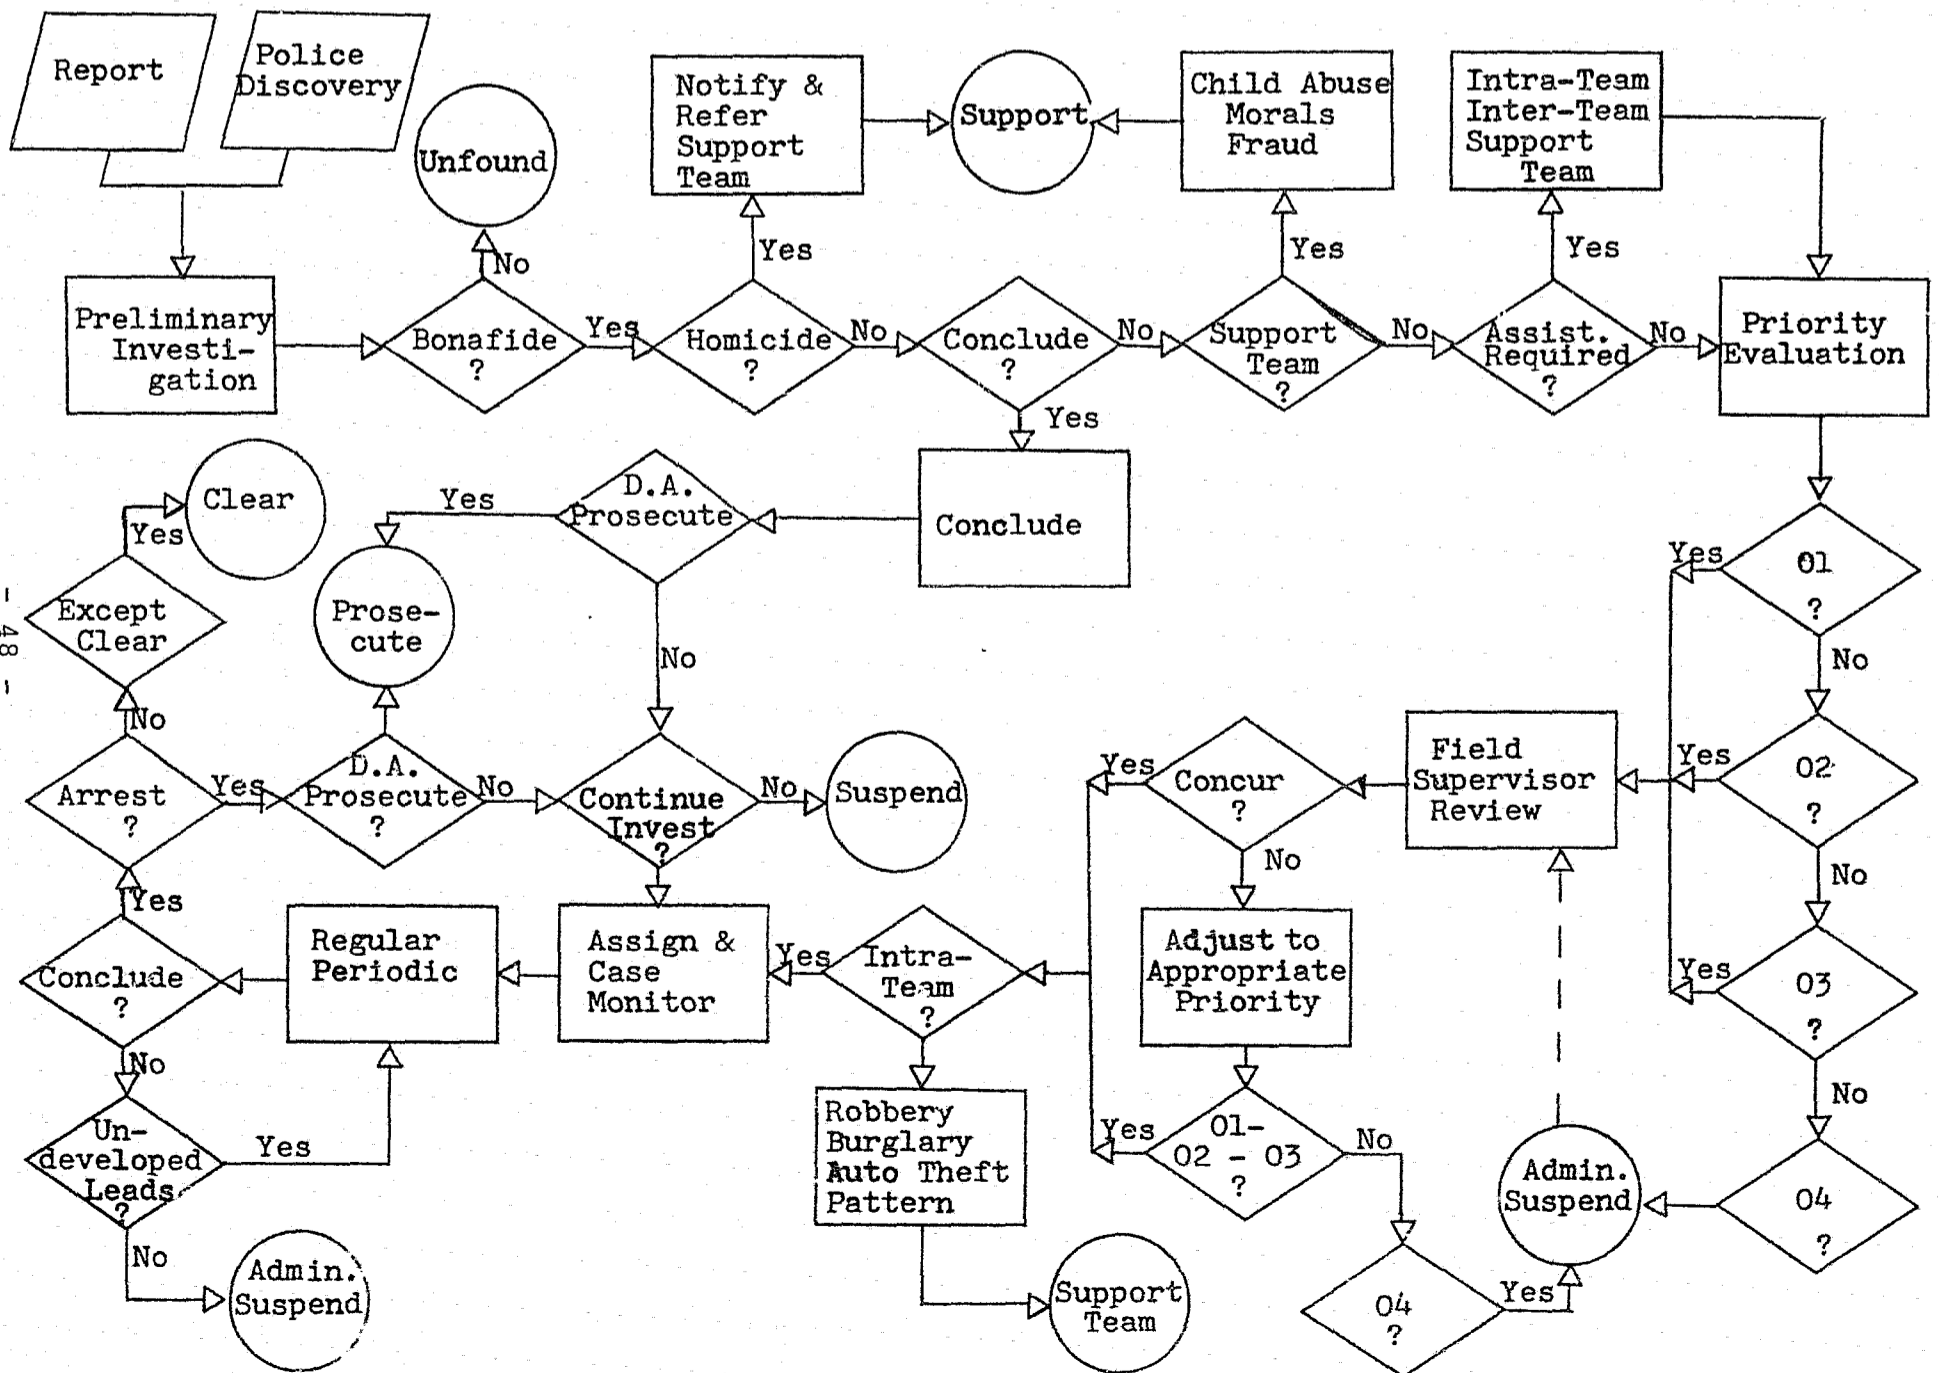 Report
Police
Discovery
Unfound
Notify &
Refer
Support
Team
Support
Child Abuse
Morals
Fraud
Intra-Team
Inter-Team
Support
Team
No
Yes
Yes
Yes
Preliminary
Investi-
gation
Bonafide
?
Yes
Homicide
?
No
Conclude
?
No
Support
Team
?
No
Assist.
Required
?
No
Priority
Evaluation
Yes
Clear
Yes
Yes
D.A.
Prosecute
Conclude
Yes
01
?
Except
Clear
Prose-
cute
No
No
- 48 -
No
Arrest
?
Yes
D.A.
Prosecute
?
No
Continue
Invest
?
No
Suspend
Yes
Concur
?
Field
Supervisor
Review
Yes
02
?
No
No
Yes
Conclude
?
Regular
Periodic
Assign &
Case
Monitor
Yes
Intra-
Team
?
Adjust to
Appropriate
Priority
Yes
03
?
No
No
Un-
developed
Leads
?
Yes
Robbery
Burglary
Auto Theft
Pattern
Yes
01-
02 - 03
?
No
Admin.
Suspend
04
?
No
Admin.
Suspend
Support
Team
04
?
Yes